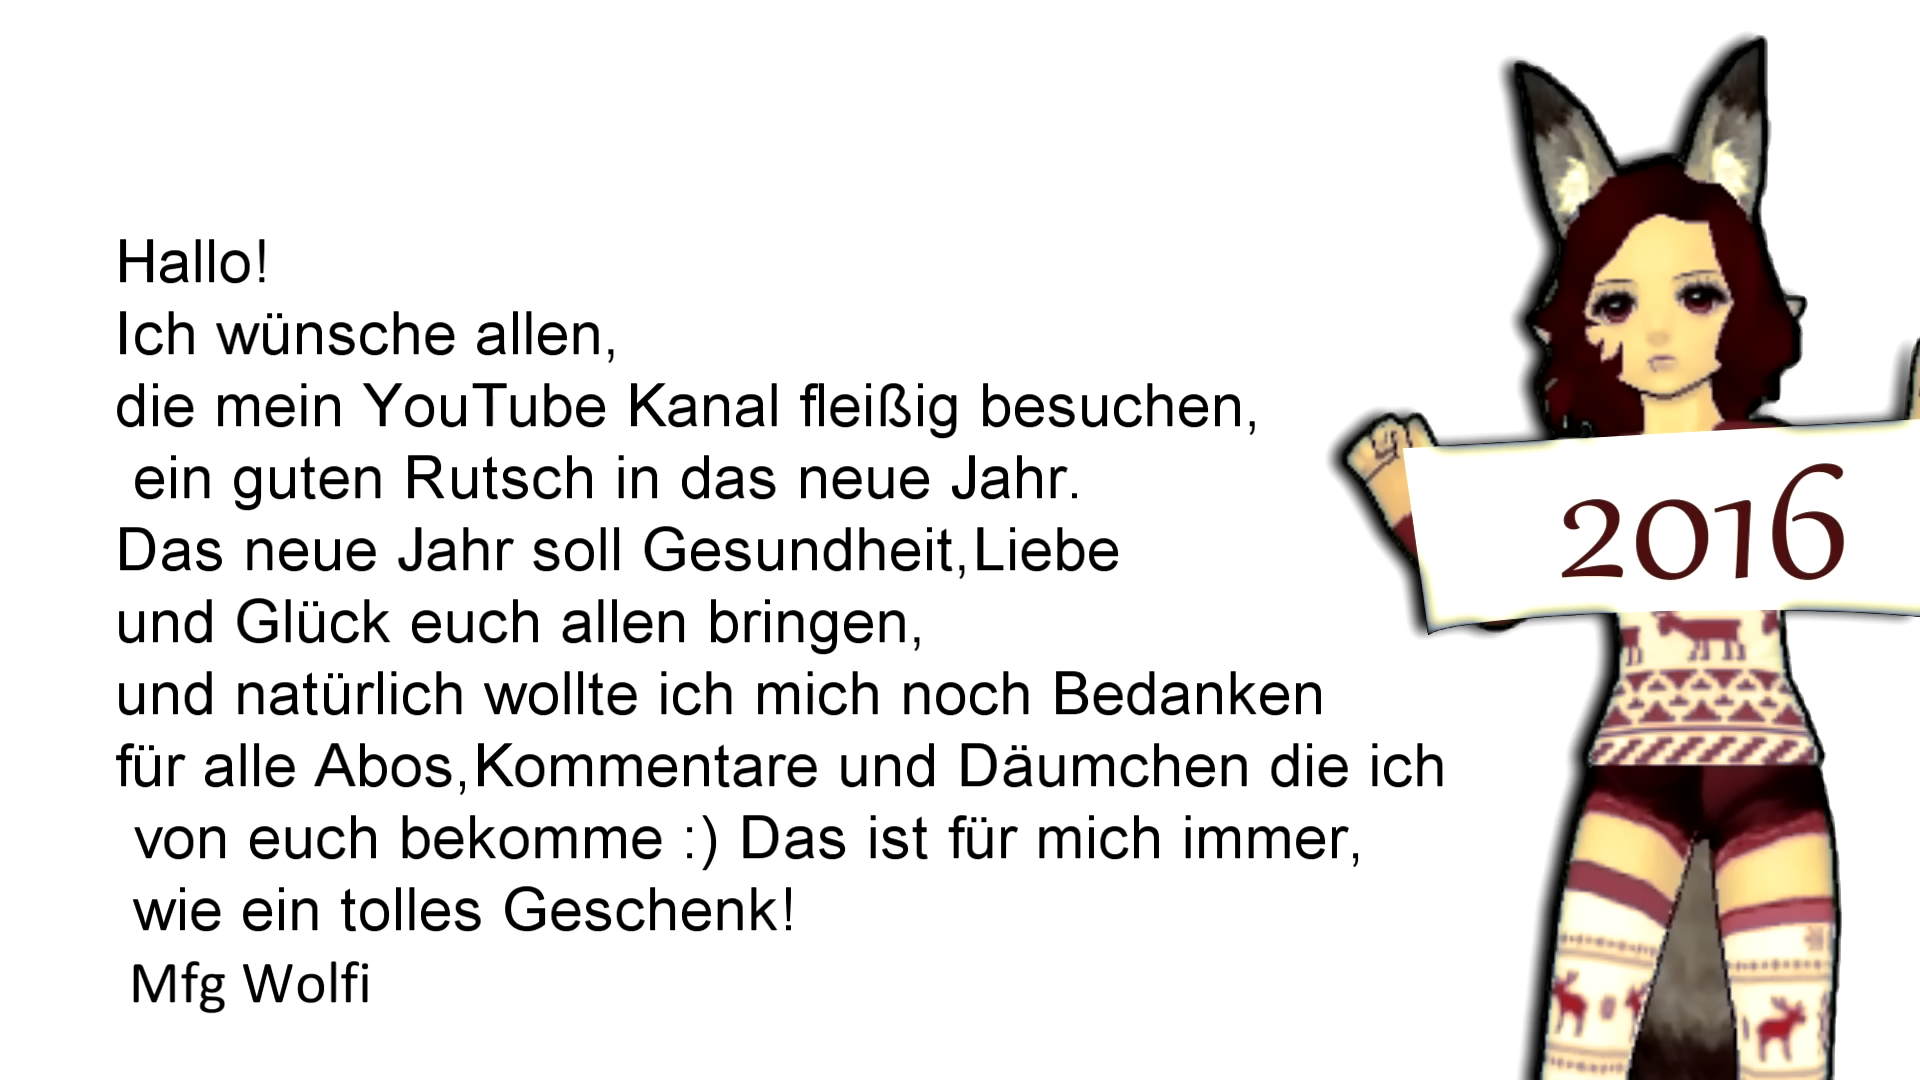 Hallo!
Ich wünsche allen,
die mein YouTube Kanal fleißig besuchen,
ein guten Rutsch in das neue Jahr.
Das neue Jahr soll Gesundheit,Liebe
und Glück euch allen bringen,
und natürlich wollte ich mich noch Bedanken
für alle Abos,Kommentare und Däumchen die ich
von euch bekomme :) Das ist für mich immer,
wie ein tolles Geschenk!
Mfg Wolfi
2016